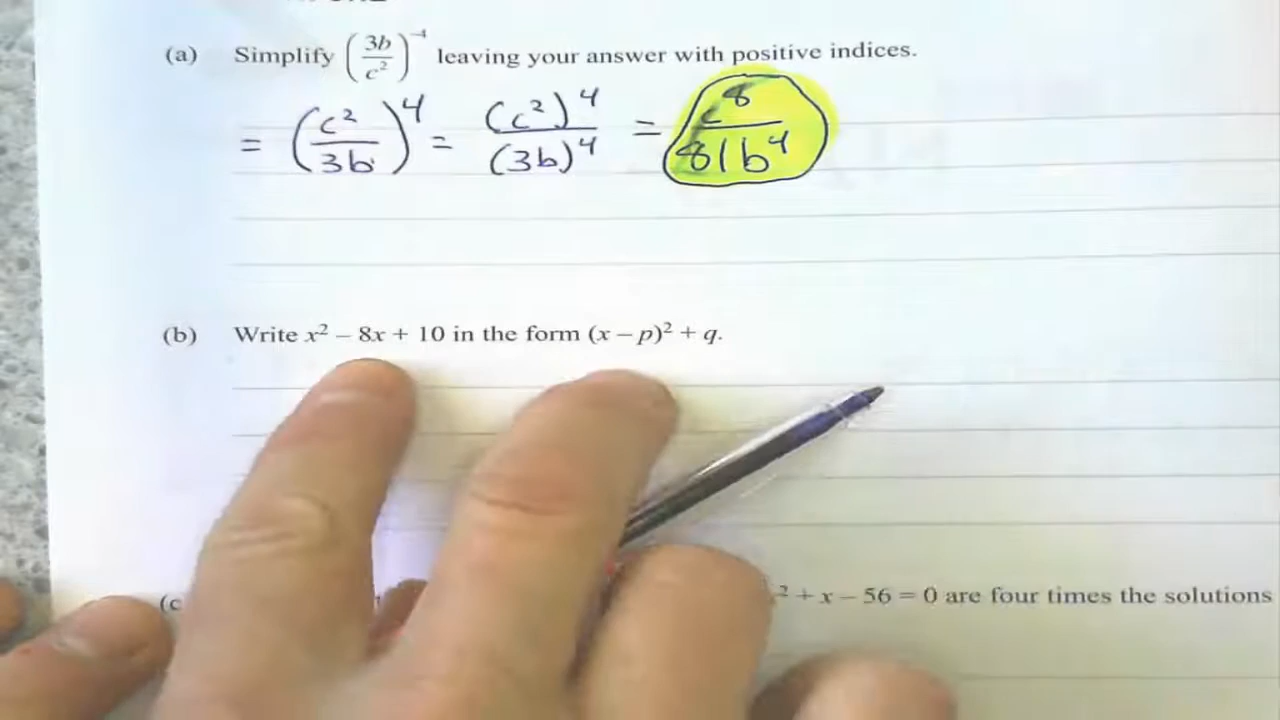 (a) Simplify (3b/c²)⁻⁴ leaving your answer with positive indices.
= (c²/3b)⁴ = (c²)⁴/(3b)⁴ = c⁸/81b⁴
(b) Write x² – 8x + 10 in the form (x – p)² + q.
(c ² + x – 56 = 0 are four times the solutions